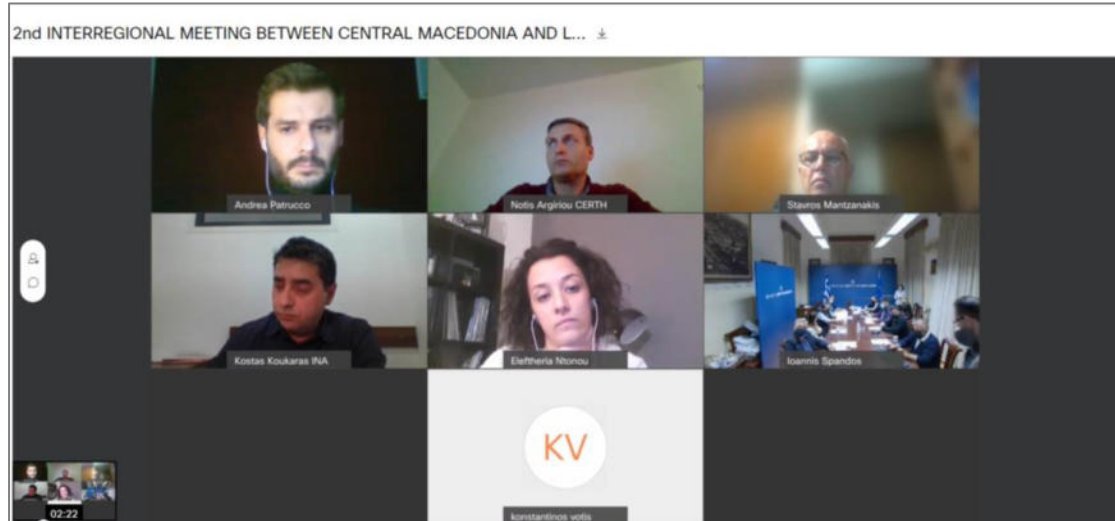 2nd INTERREGIONAL MEETING BETWEEN CENTRAL MACEDONIA AND L...
Andrea Patrucco
Notis Argiriou CERTH
Stavros Mantzanakis
Kostas Koukaras INA
Eleftheria Ntonou
Ioannis Spandos
KV
konstantinos votis
02:22